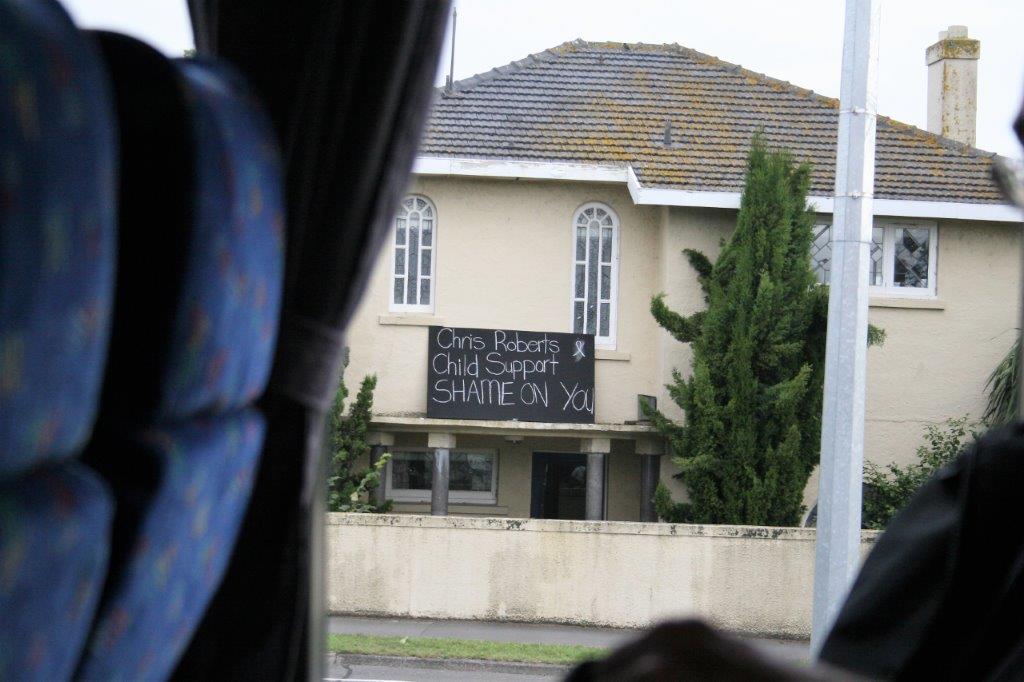 Chris Roberts
Child Support
SHAME ON YOU